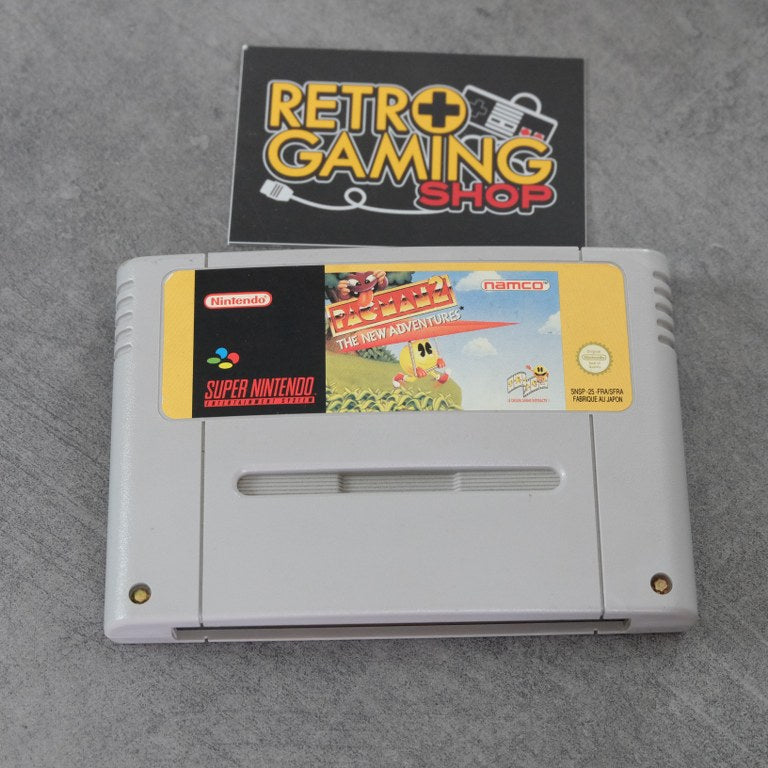 RETRO
GAMING
SHOP
Nintendo
SUPER NINTENDO
ENTERTAINMENT SYSTEM
PAC-MAN 2
THE NEW ADVENTURES
namco
Nintendo
SNSP-25-FRA/SFRA
FABRIQUE AU JAPON